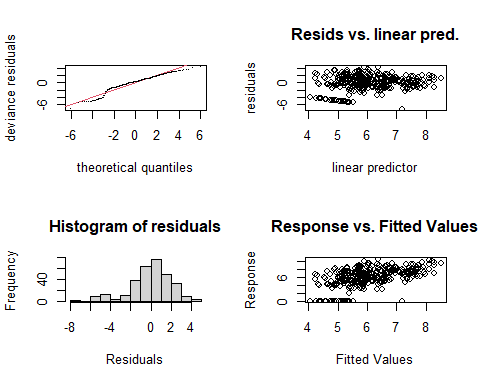 deviance residuals
-6 0
-6 -2 0 2 4 6
theoretical quantiles
Resids vs. linear pred.
residuals
-6 0
4 5 6 7 8
linear predictor
Histogram of residuals
Frequency
0 40
-8 -4 0 2 4
Residuals
Response vs. Fitted Values
Response
0 6
4 5 6 7 8
Fitted Values